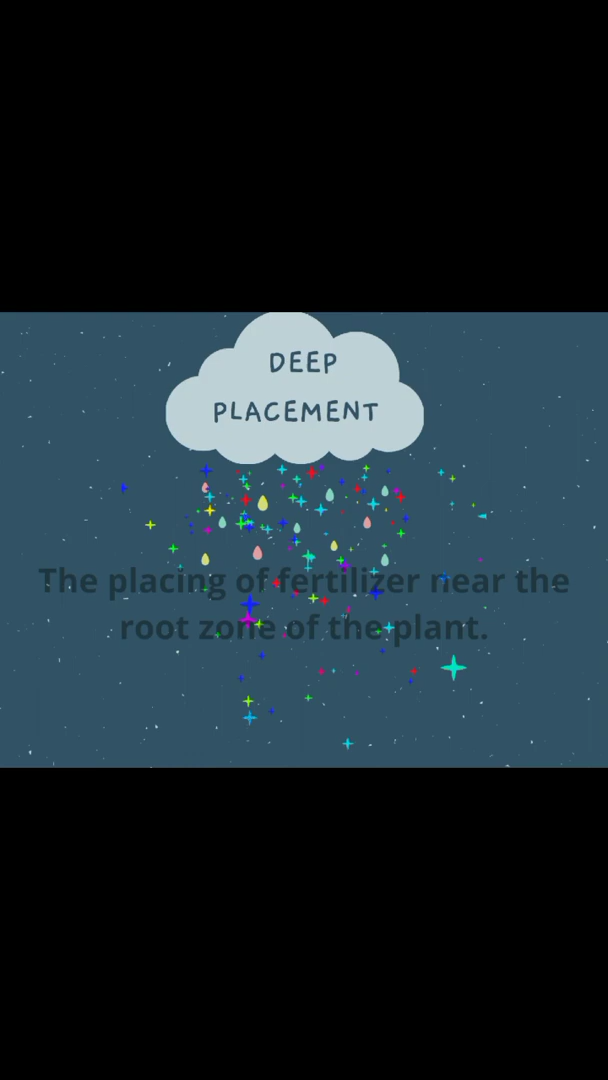 DEEP
PLACEMENT
The placing of fertilizer near the
root zone of the plant.